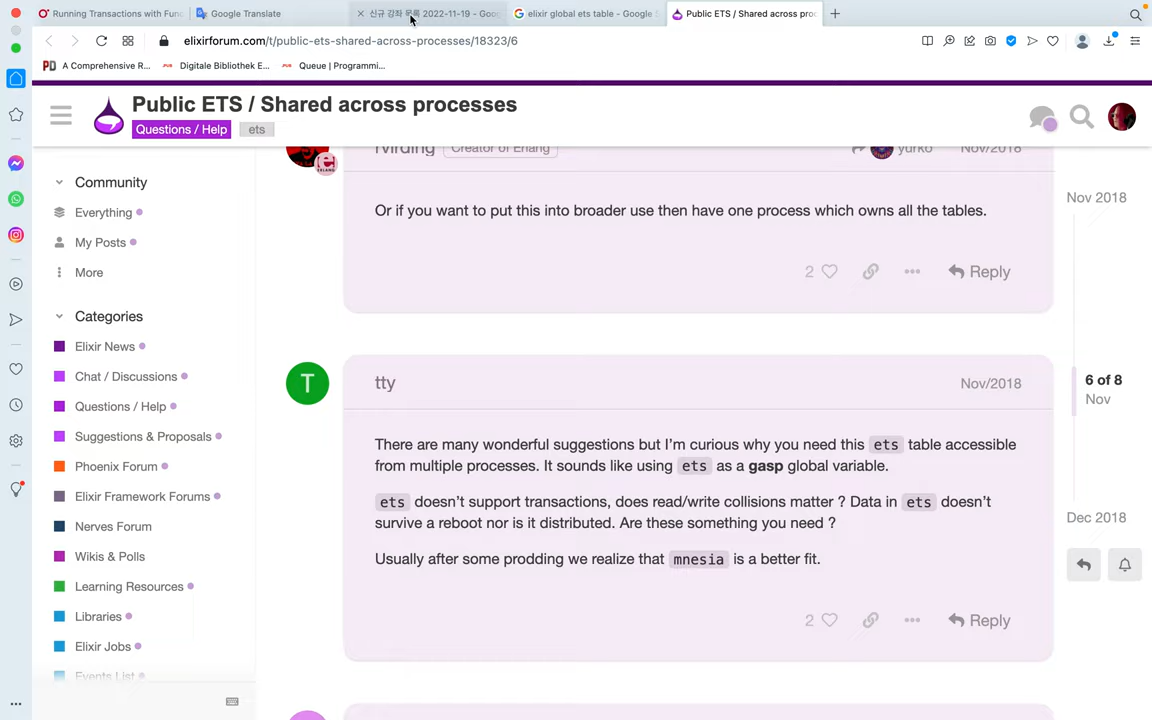 Running Transactions with Fun
Google Translate
신규 강좌 목록 2022-11-19 - Goo
elixir global ets table - Google
Public ETS / Shared across proc
elixirforum.com/t/public-ets-shared-across-processes/18323/6
A Comprehensive R...
Digitale Bibliothek E...
Queue | Programmi...
Public ETS / Shared across processes
Questions / Help
ets
rvirding
Creator of Erlang
yurko
Nov/2018
Or if you want to put this into broader use then have one process which owns all the tables.
2
Reply
Community
Everything
My Posts
More
Categories
Elixir News
Chat / Discussions
Questions / Help
Suggestions & Proposals
Phoenix Forum
Elixir Framework Forums
Nerves Forum
Wikis & Polls
Learning Resources
Libraries
Elixir Jobs
Events List
T
tty
Nov/2018
There are many wonderful suggestions but I'm curious why you need this ets table accessible
from multiple processes. It sounds like using ets as a gasp global variable.
ets doesn't support transactions, does read/write collisions matter ? Data in ets doesn't
survive a reboot nor is it distributed. Are these something you need ?
Usually after some prodding we realize that mnesia is a better fit.
2
Reply
Nov 2018
6 of 8
Nov
Dec 2018